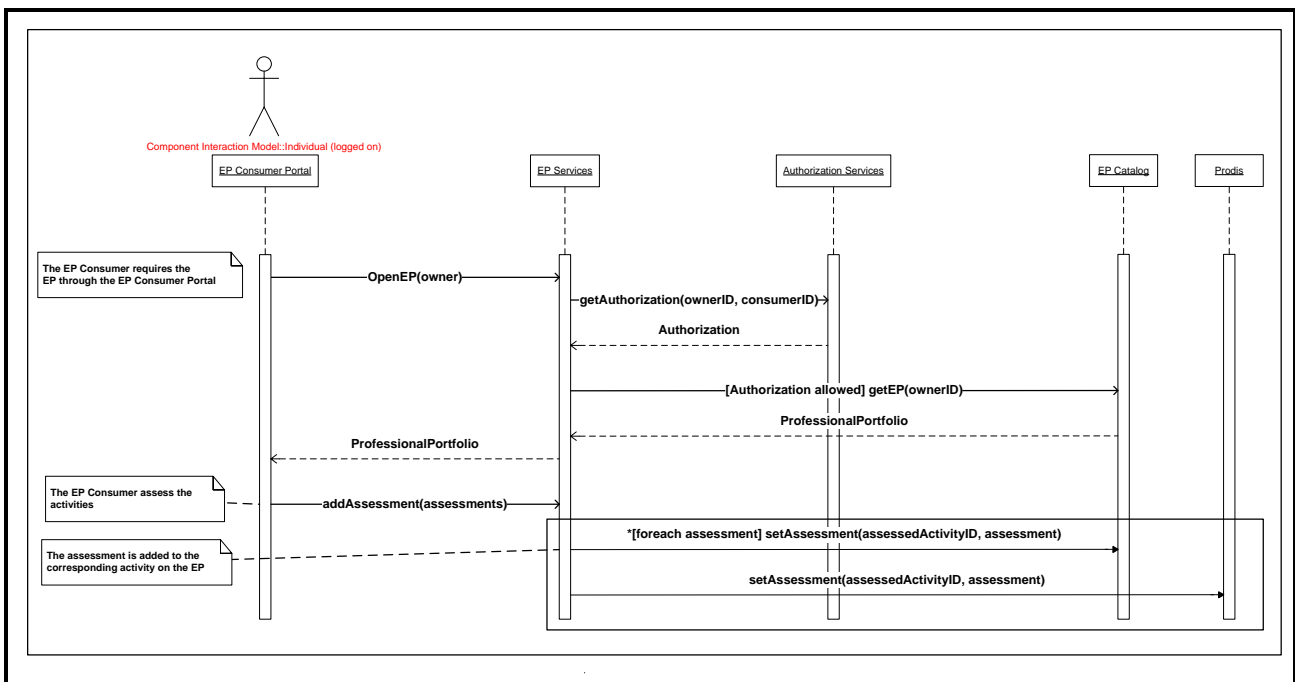 Component Interaction Model::Individual (logged on)
EP Consumer Portal
EP Services
Authorization Services
EP Catalog
Prodis
The EP Consumer requires the
EP through the EP Consumer Portal
OpenEP(owner)
getAuthorization(ownerID, consumerID)
Authorization
[Authorization allowed] getEP(ownerID)
ProfessionalPortfolio
ProfessionalPortfolio
The EP Consumer assess the
activities
addAssessment(assessments)
*[foreach assessment] setAssessment(assessedActivityID, assessment)
The assessment is added to the
corresponding activity on the EP
setAssessment(assessedActivityID, assessment)